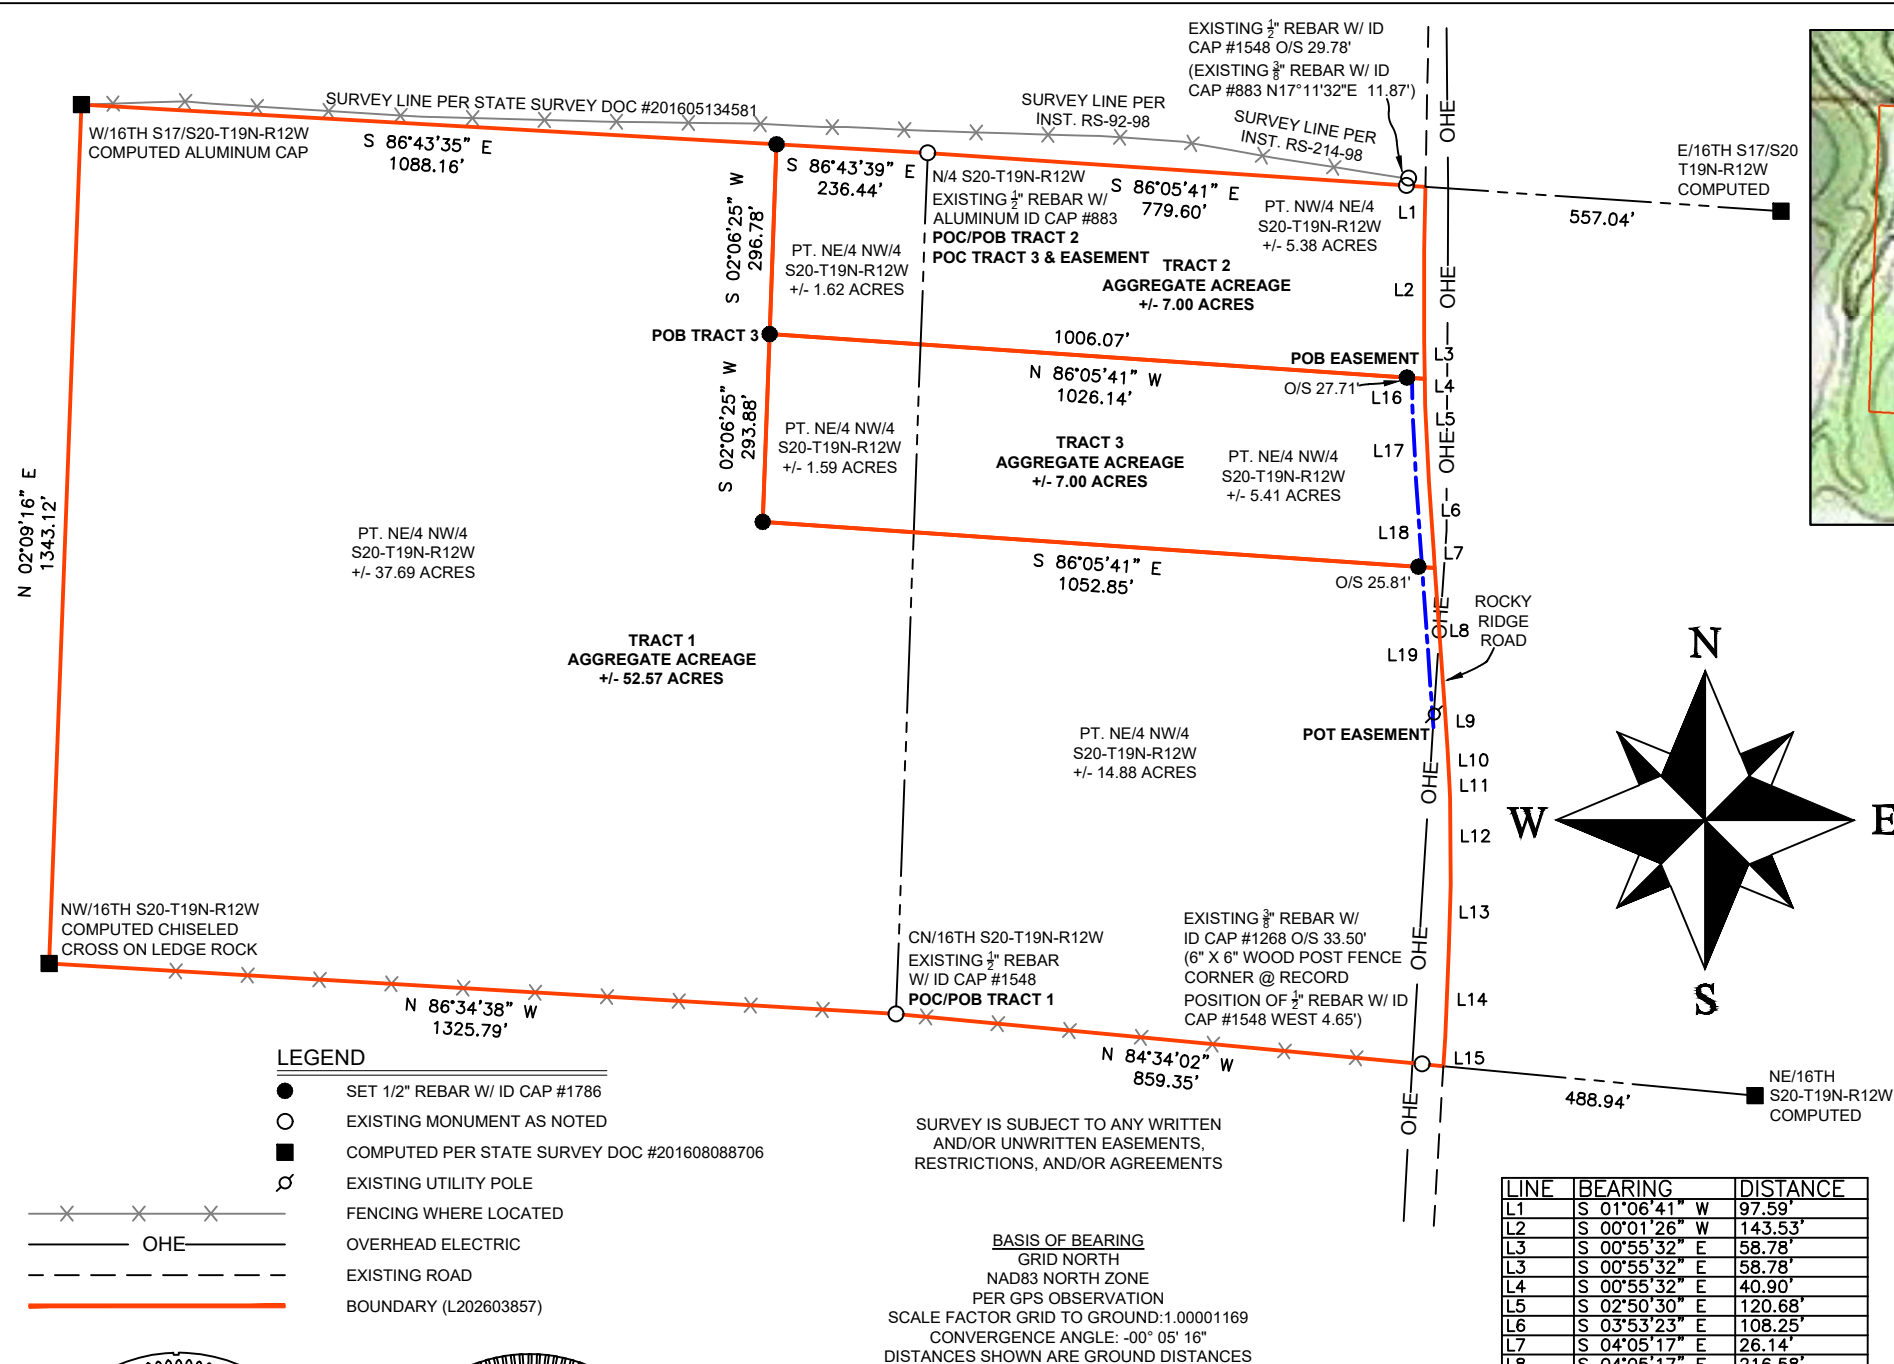 EXISTING ½" REBAR W/ ID
CAP #1548 O/S 29.78'
(EXISTING ⅜" REBAR W/ ID
CAP #883 N17°11'32"E 11.87')
SURVEY LINE PER STATE SURVEY DOC #201605134581
SURVEY LINE PER
INST. RS-92-98
SURVEY LINE PER
INST. RS-214-98
OHE
OHE
W/16TH S17/S20-T19N-R12W
COMPUTED ALUMINUM CAP
S 86°43'35" E
1088.16'
S 86°43'39" E
236.44'
N/4 S20-T19N-R12W
EXISTING ½" REBAR W/
ALUMINUM ID CAP #883
POC/POB TRACT 2
POC TRACT 3 & EASEMENT
S 86°05'41" E
779.60'
PT. NW/4 NE/4
S20-T19N-R12W
+/- 5.38 ACRES
L1
E/16TH S17/S20
T19N-R12W
COMPUTED
557.04'
S 02°06'25" W
296.78'
PT. NE/4 NW/4
S20-T19N-R12W
+/- 1.62 ACRES
TRACT 2
AGGREGATE ACREAGE
+/- 7.00 ACRES
L2
OHE
POB TRACT 3
1006.07'
N 86°05'41" W
1026.14'
POB EASEMENT
O/S 27.71'
L3
L4
L16
L5
S 02°06'25" W
293.88'
PT. NE/4 NW/4
S20-T19N-R12W
+/- 1.59 ACRES
TRACT 3
AGGREGATE ACREAGE
+/- 7.00 ACRES
PT. NE/4 NW/4
S20-T19N-R12W
+/- 5.41 ACRES
L17
OHE
L6
L18
L7
N 02°09'16" E
1343.12'
PT. NE/4 NW/4
S20-T19N-R12W
+/- 37.69 ACRES
S 86°05'41" E
1052.85'
O/S 25.81'
OHE
L8
ROCKY
RIDGE
ROAD
L19
TRACT 1
AGGREGATE ACREAGE
+/- 52.57 ACRES
PT. NE/4 NW/4
S20-T19N-R12W
+/- 14.88 ACRES
POT EASEMENT
L9
L10
L11
OHE
L12
L13
L14
N
W
E
S
NW/16TH S20-T19N-R12W
COMPUTED CHISELED
CROSS ON LEDGE ROCK
CN/16TH S20-T19N-R12W
EXISTING ½" REBAR
W/ ID CAP #1548
POC/POB TRACT 1
EXISTING ⅜" REBAR W/
ID CAP #1268 O/S 33.50'
(6" X 6" WOOD POST FENCE
CORNER @ RECORD
POSITION OF ½" REBAR W/ ID
CAP #1548 WEST 4.65')
OHE
N 86°34'38" W
1325.79'
N 84°34'02" W
859.35'
L15
OHE
488.94'
NE/16TH
S20-T19N-R12W
COMPUTED
LEGEND
SET 1/2" REBAR W/ ID CAP #1786
EXISTING MONUMENT AS NOTED
COMPUTED PER STATE SURVEY DOC #201608088706
EXISTING UTILITY POLE
FENCING WHERE LOCATED
OHE OVERHEAD ELECTRIC
EXISTING ROAD
BOUNDARY (L202603857)
SURVEY IS SUBJECT TO ANY WRITTEN
AND/OR UNWRITTEN EASEMENTS,
RESTRICTIONS, AND/OR AGREEMENTS
BASIS OF BEARING
GRID NORTH
NAD83 NORTH ZONE
PER GPS OBSERVATION
SCALE FACTOR GRID TO GROUND:1.00001169
CONVERGENCE ANGLE: -00° 05' 16"
DISTANCES SHOWN ARE GROUND DISTANCES
LINE BEARING DISTANCE
L1 S 01°06'41" W 97.59'
L2 S 00°01'26" W 143.53'
L3 S 00°55'32" E 58.78'
L3 S 00°55'32" E 58.78'
L4 S 00°55'32" E 40.90'
L5 S 02°50'30" E 120.68'
L6 S 03°53'23" E 108.25'
L7 S 04°05'17" E 26.14'
L8 S 04°05'17" E 216.58'